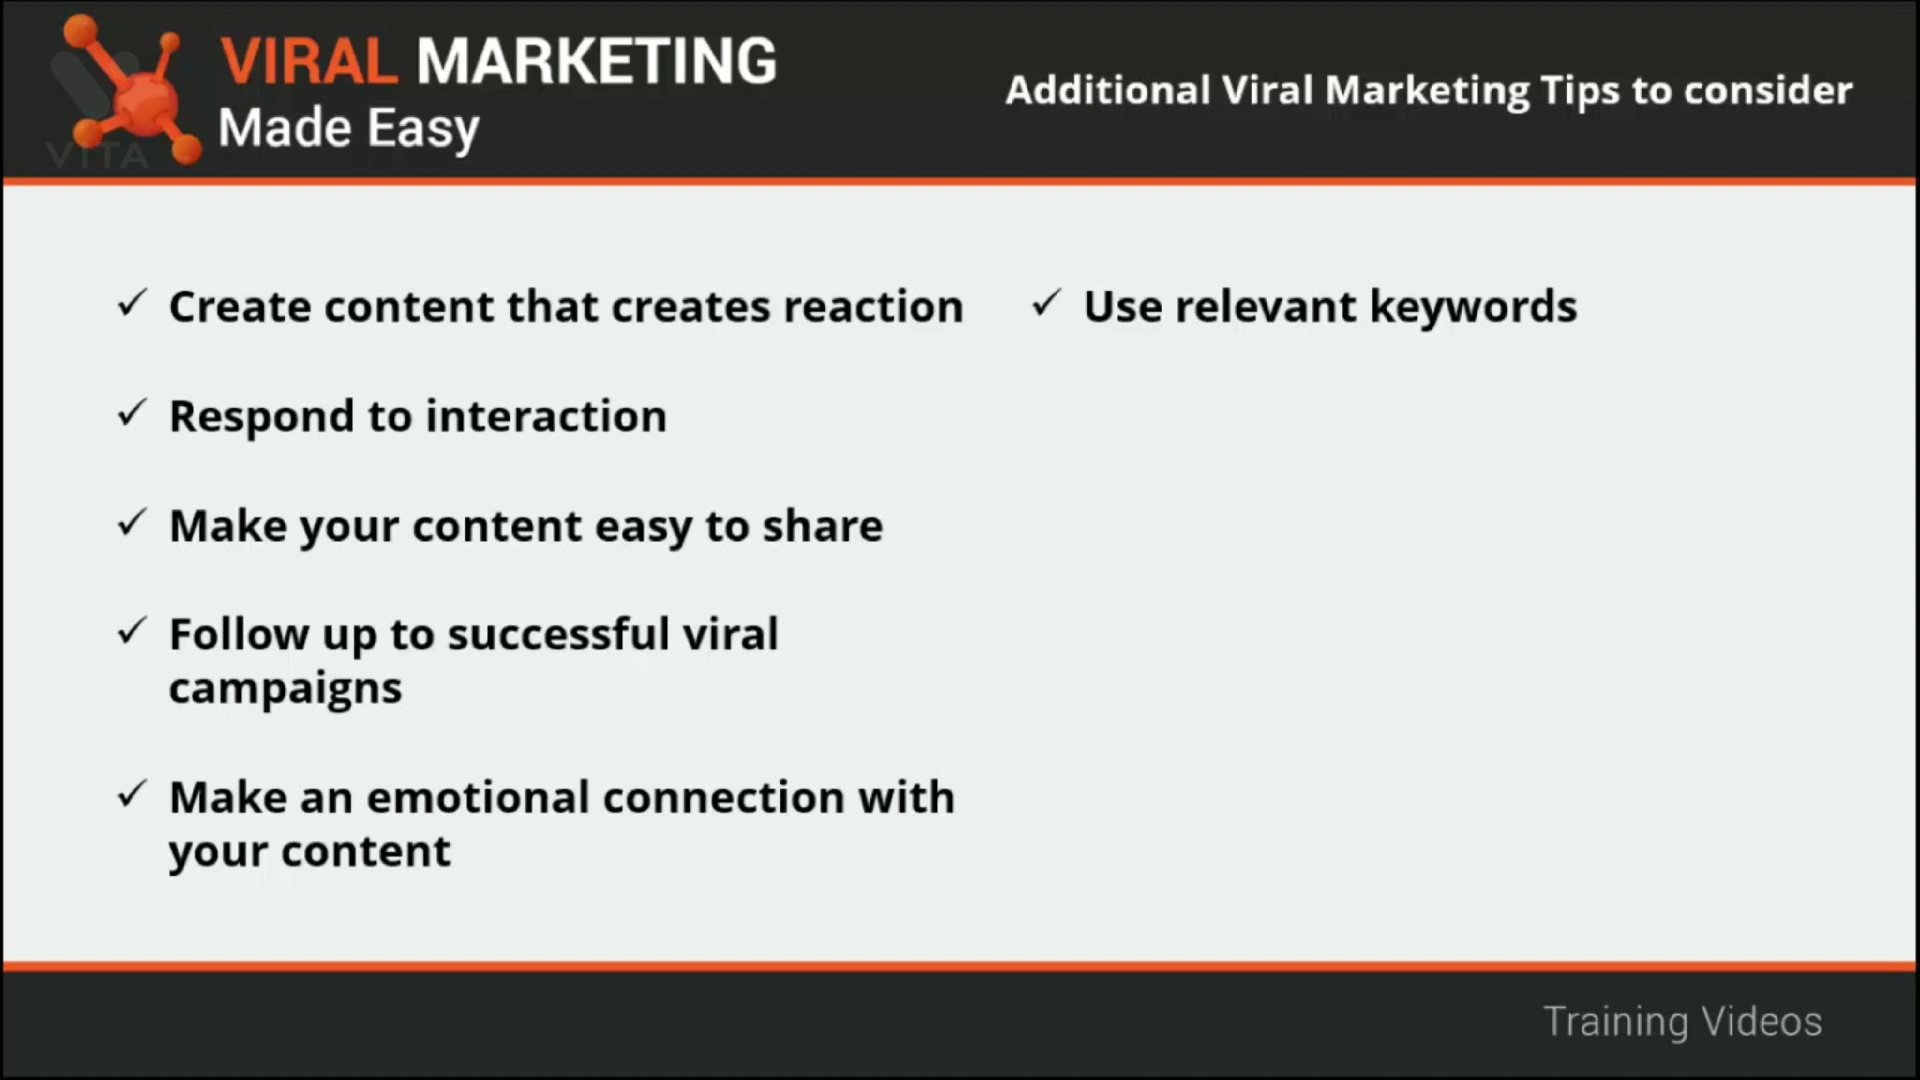 VIRAL MARKETING
Made Easy
VITA
Additional Viral Marketing Tips to consider
✓ Create content that creates reaction
✓ Respond to interaction
✓ Make your content easy to share
✓ Follow up to successful viral
campaigns
✓ Make an emotional connection with
your content
✓ Use relevant keywords
Training Videos